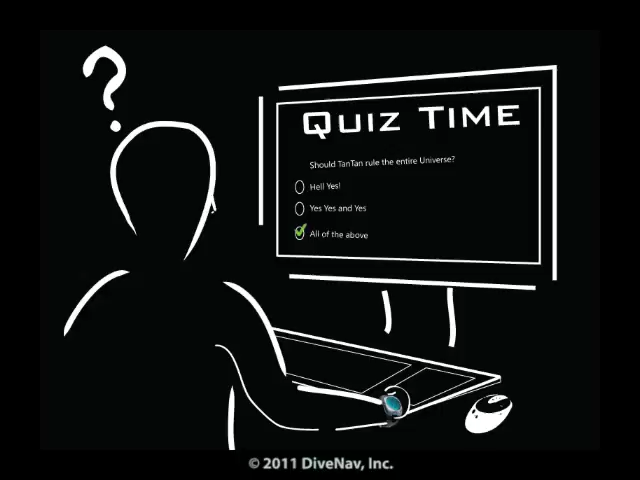 ?
Quiz Time
Should TanTan rule the entire Universe?
Hell Yes!
Yes Yes and Yes
All of the above
© 2011 DiveNav, Inc.